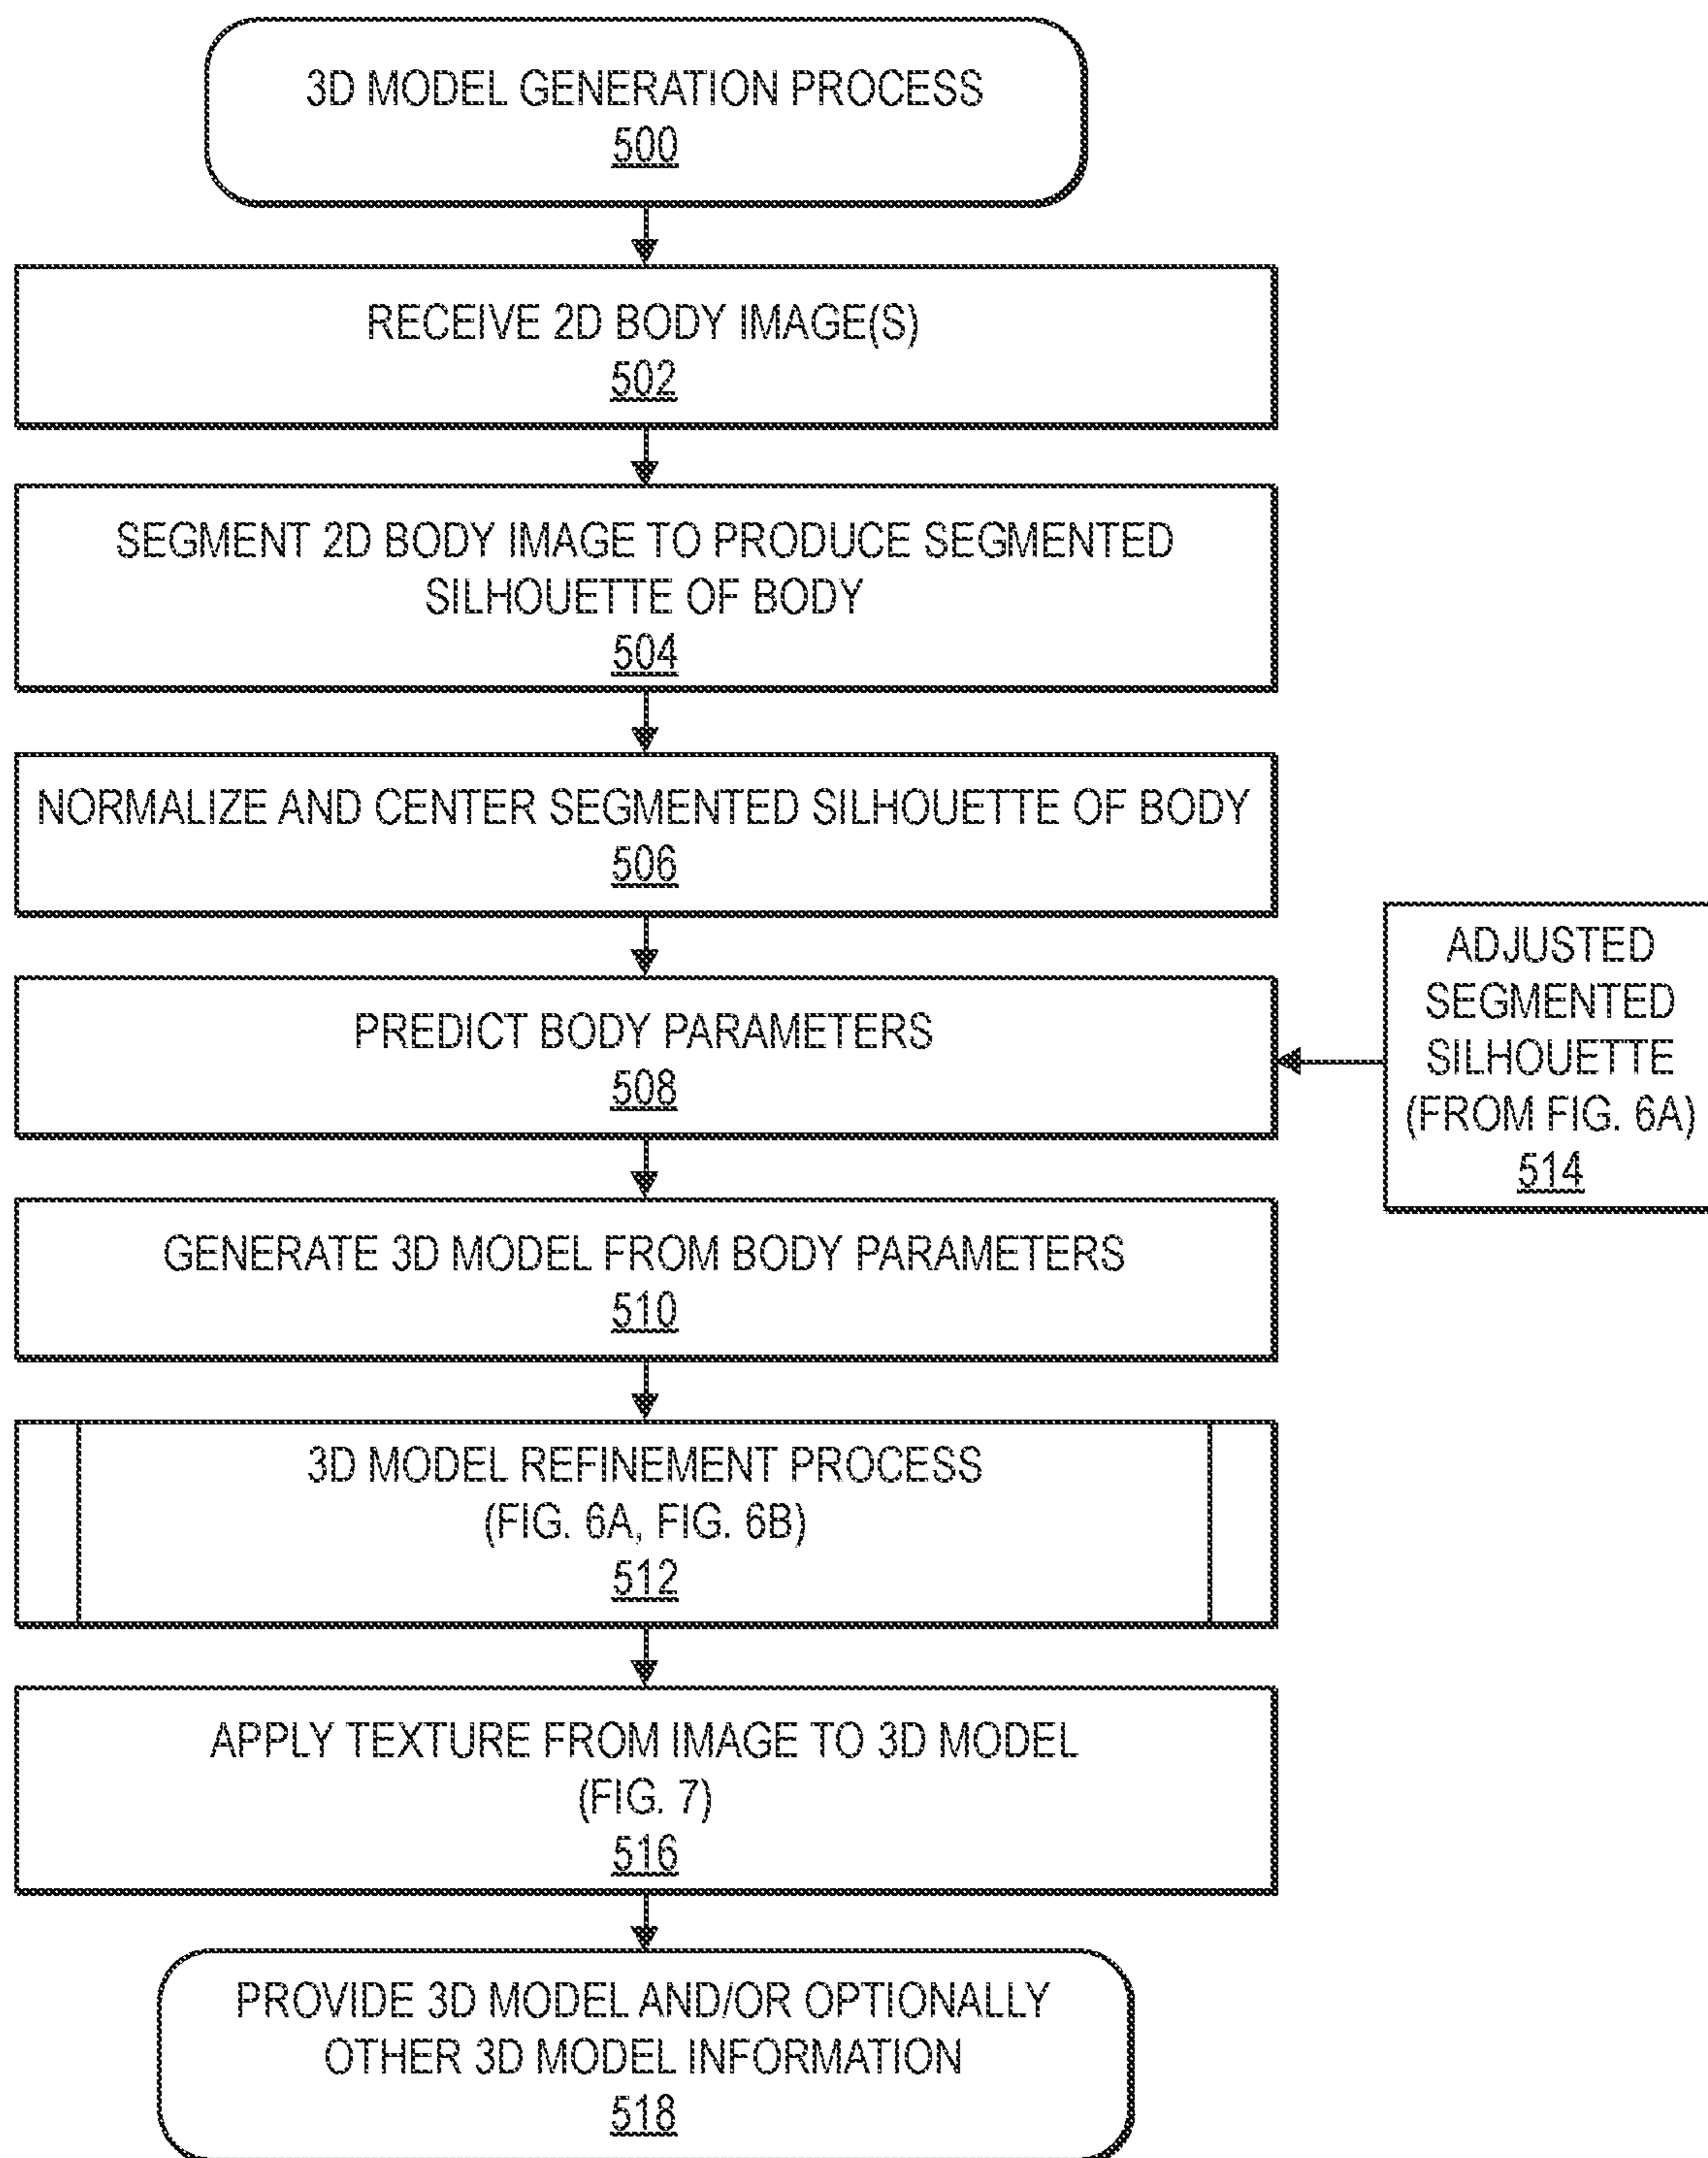 3D MODEL GENERATION PROCESS
500
RECEIVE 2D BODY IMAGE(S)
502
SEGMENT 2D BODY IMAGE TO PRODUCE SEGMENTED
SILHOUETTE OF BODY
504
NORMALIZE AND CENTER SEGMENTED SILHOUETTE OF BODY
506
PREDICT BODY PARAMETERS
508
ADJUSTED
SEGMENTED
SILHOUETTE
(FROM FIG. 6A)
514
GENERATE 3D MODEL FROM BODY PARAMETERS
510
3D MODEL REFINEMENT PROCESS
(FIG. 6A, FIG. 6B)
512
APPLY TEXTURE FROM IMAGE TO 3D MODEL
(FIG. 7)
516
PROVIDE 3D MODEL AND/OR OPTIONALLY
OTHER 3D MODEL INFORMATION
518